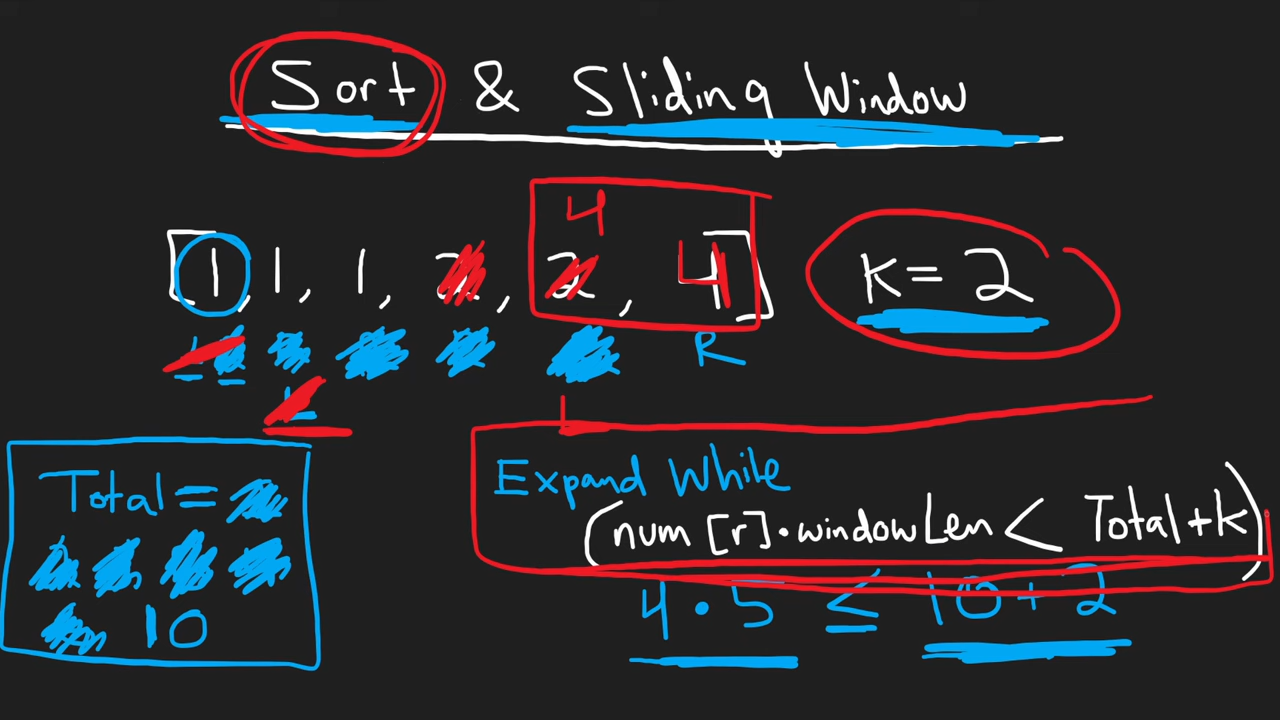 Sort & Sliding Window
4
[1, 1, 1, 2, 2, 4] K = 2
R
L
L
Total =
10
Expand While
(num [r] · windowLen < Total + k)
4 · 5 ≤ 10 + 2